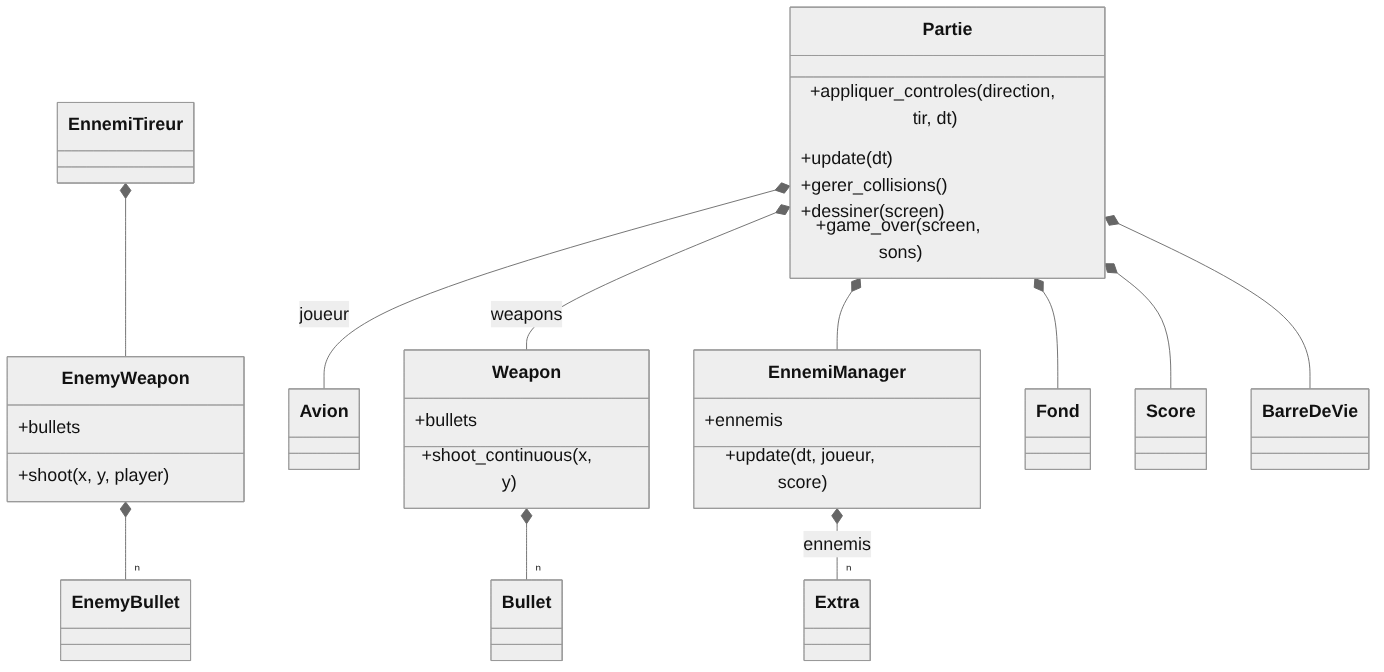 Partie
+appliquer_controles(direction,
tir, dt)
+update(dt)
+gerer_collisions()
+dessiner(screen)
+game_over(screen,
sons)
EnnemiTireur
joueur
weapons
EnemyWeapon
+bullets
+shoot(x, y, player)
Avion
Weapon
+bullets
+shoot_continuous(x,
y)
EnnemiManager
+ennemis
+update(dt, joueur,
score)
Fond
Score
BarreDeVie
ennemis
n
n
n
EnemyBullet
Bullet
Extra